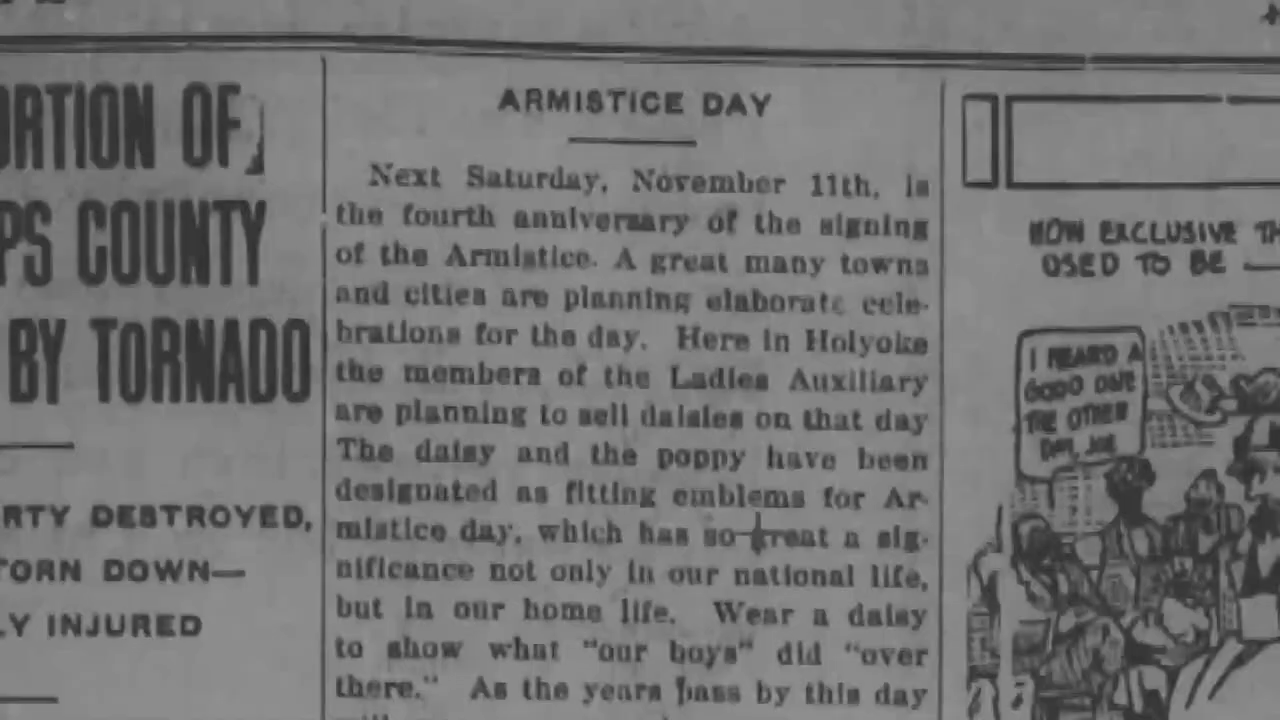 ORTION OF
PS COUNTY
BY TORNADO
RTY DESTROYED,
TORN DOWN—
LY INJURED
ARMISTICE DAY
Next Saturday, November 11th, is
the fourth anniversary of the signing
of the Armistice. A great many towns
and cities are planning elaborate cele-
brations for the day. Here in Holyoke
the members of the Ladies Auxiliary
are planning to sell daisies on that day
The daisy and the poppy have been
designated as fitting emblems for Ar-
mistice day, which has so great a sig-
nificance not only in our national life,
but in our home life. Wear a daisy
to show what "our boys" did "over
there." As the years pass by this day
HOW EXCLUSIVE TH
USED TO BE —
I HEARD A
GOOD ONE
THE OTHER
DAY, JOE